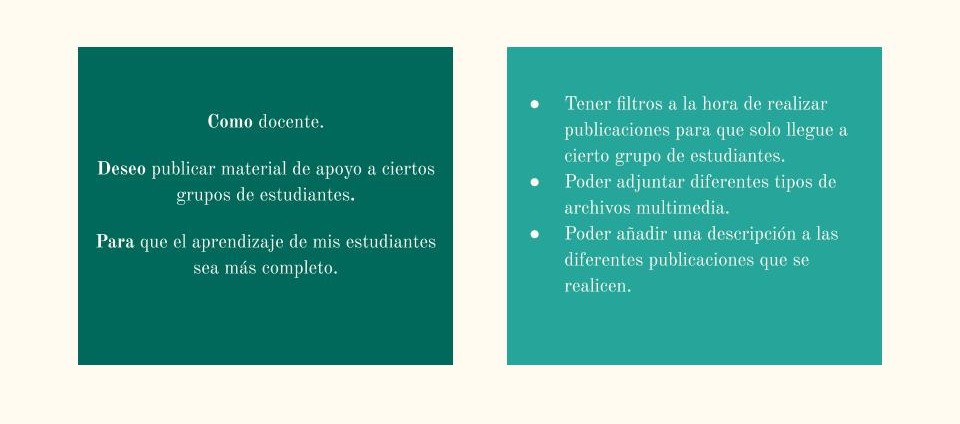 Como docente.
Deseo publicar material de apoyo a ciertos
grupos de estudiantes.
Para que el aprendizaje de mis estudiantes
sea más completo.
● Tener filtros a la hora de realizar
publicaciones para que solo llegue a
cierto grupo de estudiantes.
● Poder adjuntar diferentes tipos de
archivos multimedia.
● Poder añadir una descripción a las
diferentes publicaciones que se
realicen.